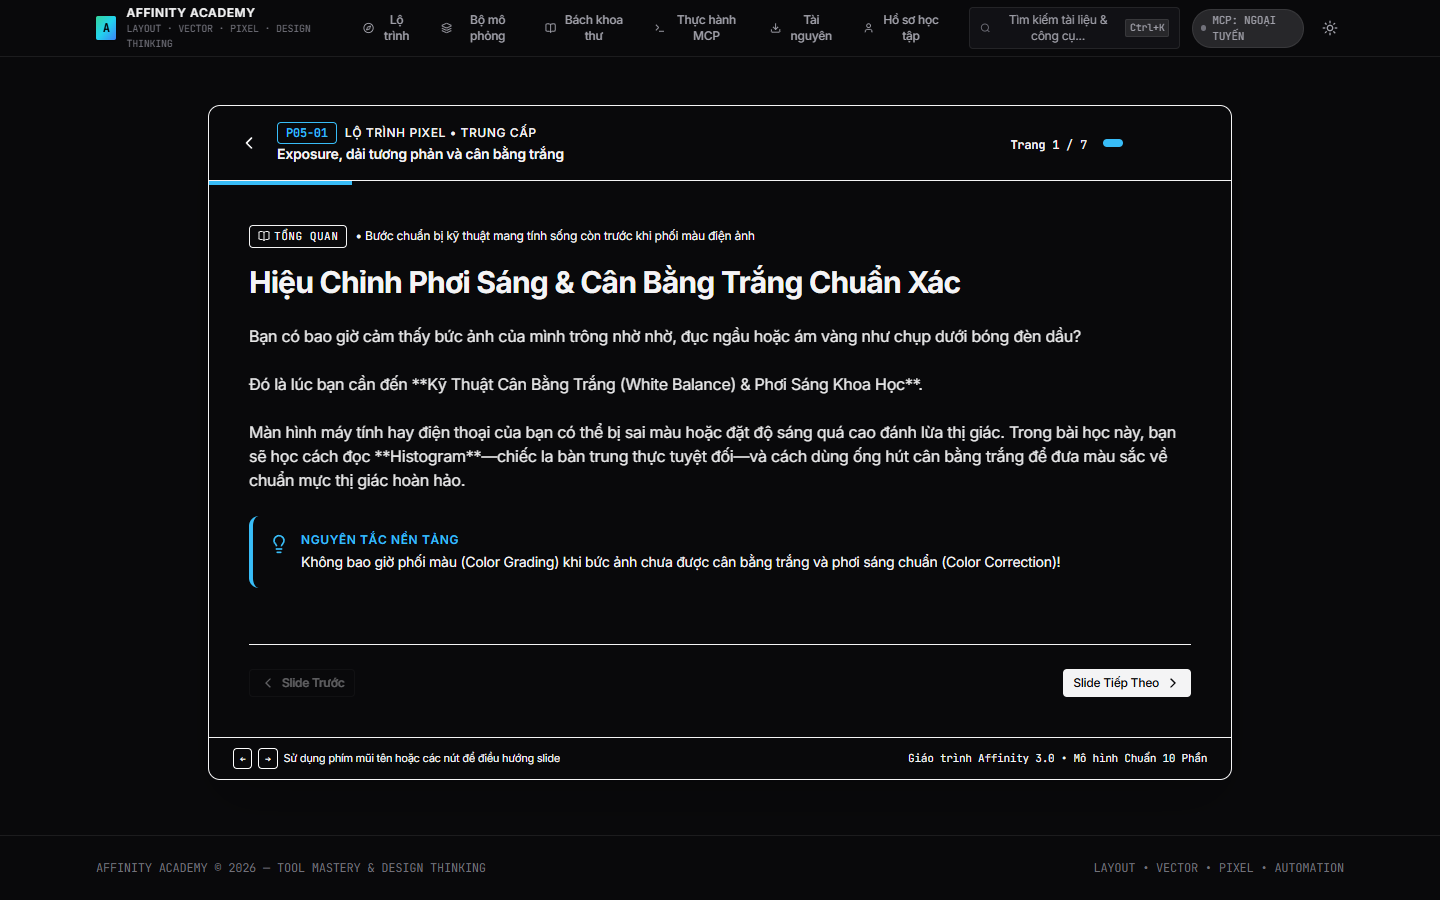 AFFINITY ACADEMY
LAYOUT · VECTOR · PIXEL · DESIGN
THINKING
A
Lộ
trình
Bộ mô
phỏng
Bách khoa
thư
Thực hành
MCP
Tài
nguyên
Hồ sơ học
tập
Tìm kiếm tài liệu &
công cụ...
Ctrl+K
MCP: NGOẠI
TUYẾN
P05-01 LỘ TRÌNH PIXEL • TRUNG CẤP
Exposure, dải tương phản và cân bằng trắng
Trang 1 / 7
TỔNG QUAN • Bước chuẩn bị kỹ thuật mang tính sống còn trước khi phối màu điện ảnh
Hiệu Chỉnh Phơi Sáng & Cân Bằng Trắng Chuẩn Xác
Bạn có bao giờ cảm thấy bức ảnh của mình trông nhờ nhờ, đục ngầu hoặc ám vàng như chụp dưới bóng đèn dầu?
Đó là lúc bạn cần đến **Kỹ Thuật Cân Bằng Trắng (White Balance) & Phơi Sáng Khoa Học**.
Màn hình máy tính hay điện thoại của bạn có thể bị sai màu hoặc đặt độ sáng quá cao đánh lừa thị giác. Trong bài học này, bạn
sẽ học cách đọc **Histogram**—chiếc la bàn trung thực tuyệt đối—và cách dùng ống hút cân bằng trắng để đưa màu sắc về
chuẩn mực thị giác hoàn hảo.
NGUYÊN TẮC NỀN TẢNG
Không bao giờ phối màu (Color Grading) khi bức ảnh chưa được cân bằng trắng và phơi sáng chuẩn (Color Correction)!
Slide Trước
Slide Tiếp Theo
← → Sử dụng phím mũi tên hoặc các nút để điều hướng slide
Giáo trình Affinity 3.0 • Mô hình Chuẩn 10 Phần
AFFINITY ACADEMY © 2026 — TOOL MASTERY & DESIGN THINKING
LAYOUT • VECTOR • PIXEL • AUTOMATION